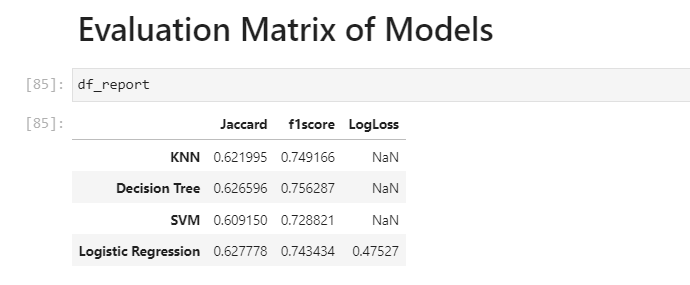 Evaluation Matrix of Models
[85]: df_report
[85]: Jaccard f1score LogLoss
KNN 0.621995 0.749166 NaN
Decision Tree 0.626596 0.756287 NaN
SVM 0.609150 0.728821 NaN
Logistic Regression 0.627778 0.743434 0.47527